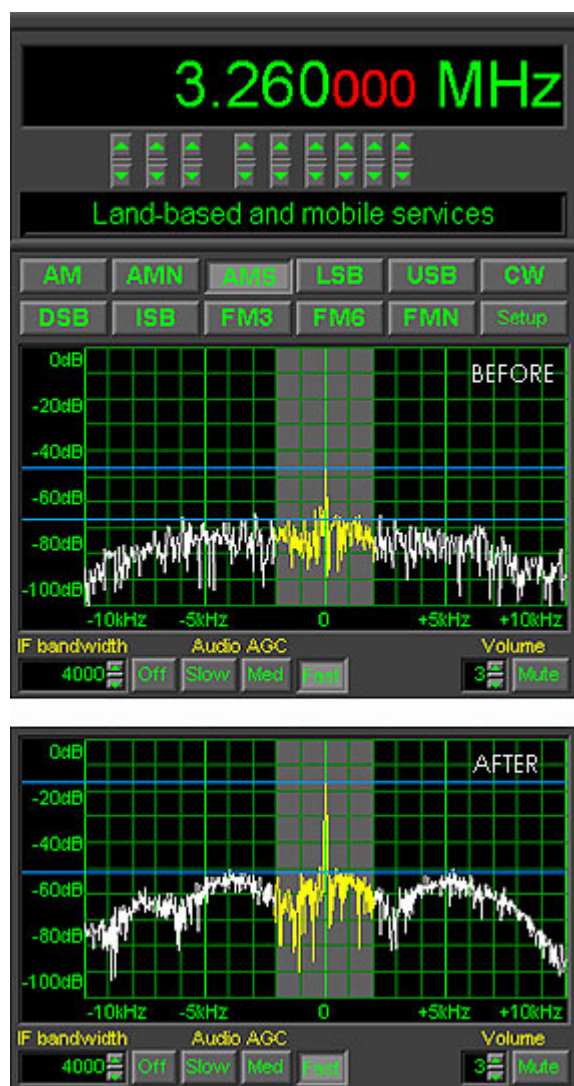 3.260000 MHz
Land-based and mobile services
AM AMN AMS LSB USB CW
DSB ISB FM3 FM6 FMN Setup
BEFORE
0dB
-20dB
-40dB
-60dB
-80dB
-100dB
-10kHz -5kHz 0 +5kHz +10kHz
IF bandwidth Audio AGC Volume
4000 Off Slow Med Fast 3 Mute
AFTER
0dB
-20dB
-40dB
-60dB
-80dB
-100dB
-10kHz -5kHz 0 +5kHz +10kHz
IF bandwidth Audio AGC Volume
4000 Off Slow Med Fast 3 Mute